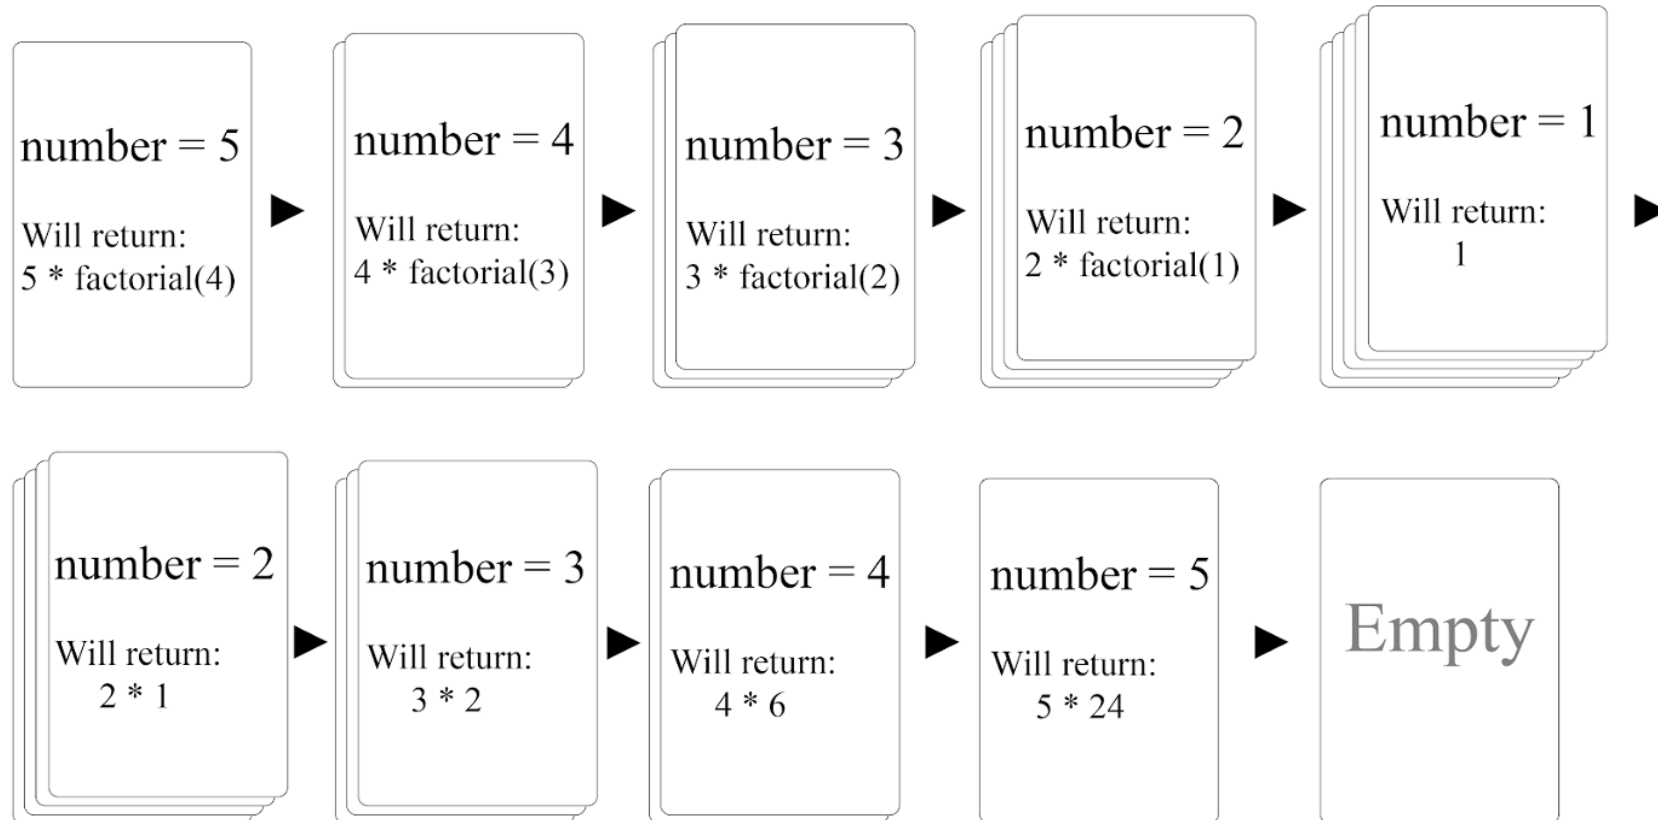 number = 5
Will return:
5 * factorial(4)
number = 4
Will return:
4 * factorial(3)
number = 3
Will return:
3 * factorial(2)
number = 2
Will return:
2 * factorial(1)
number = 1
Will return:
1
number = 2
Will return:
2 * 1
number = 3
Will return:
3 * 2
number = 4
Will return:
4 * 6
number = 5
Will return:
5 * 24
Empty